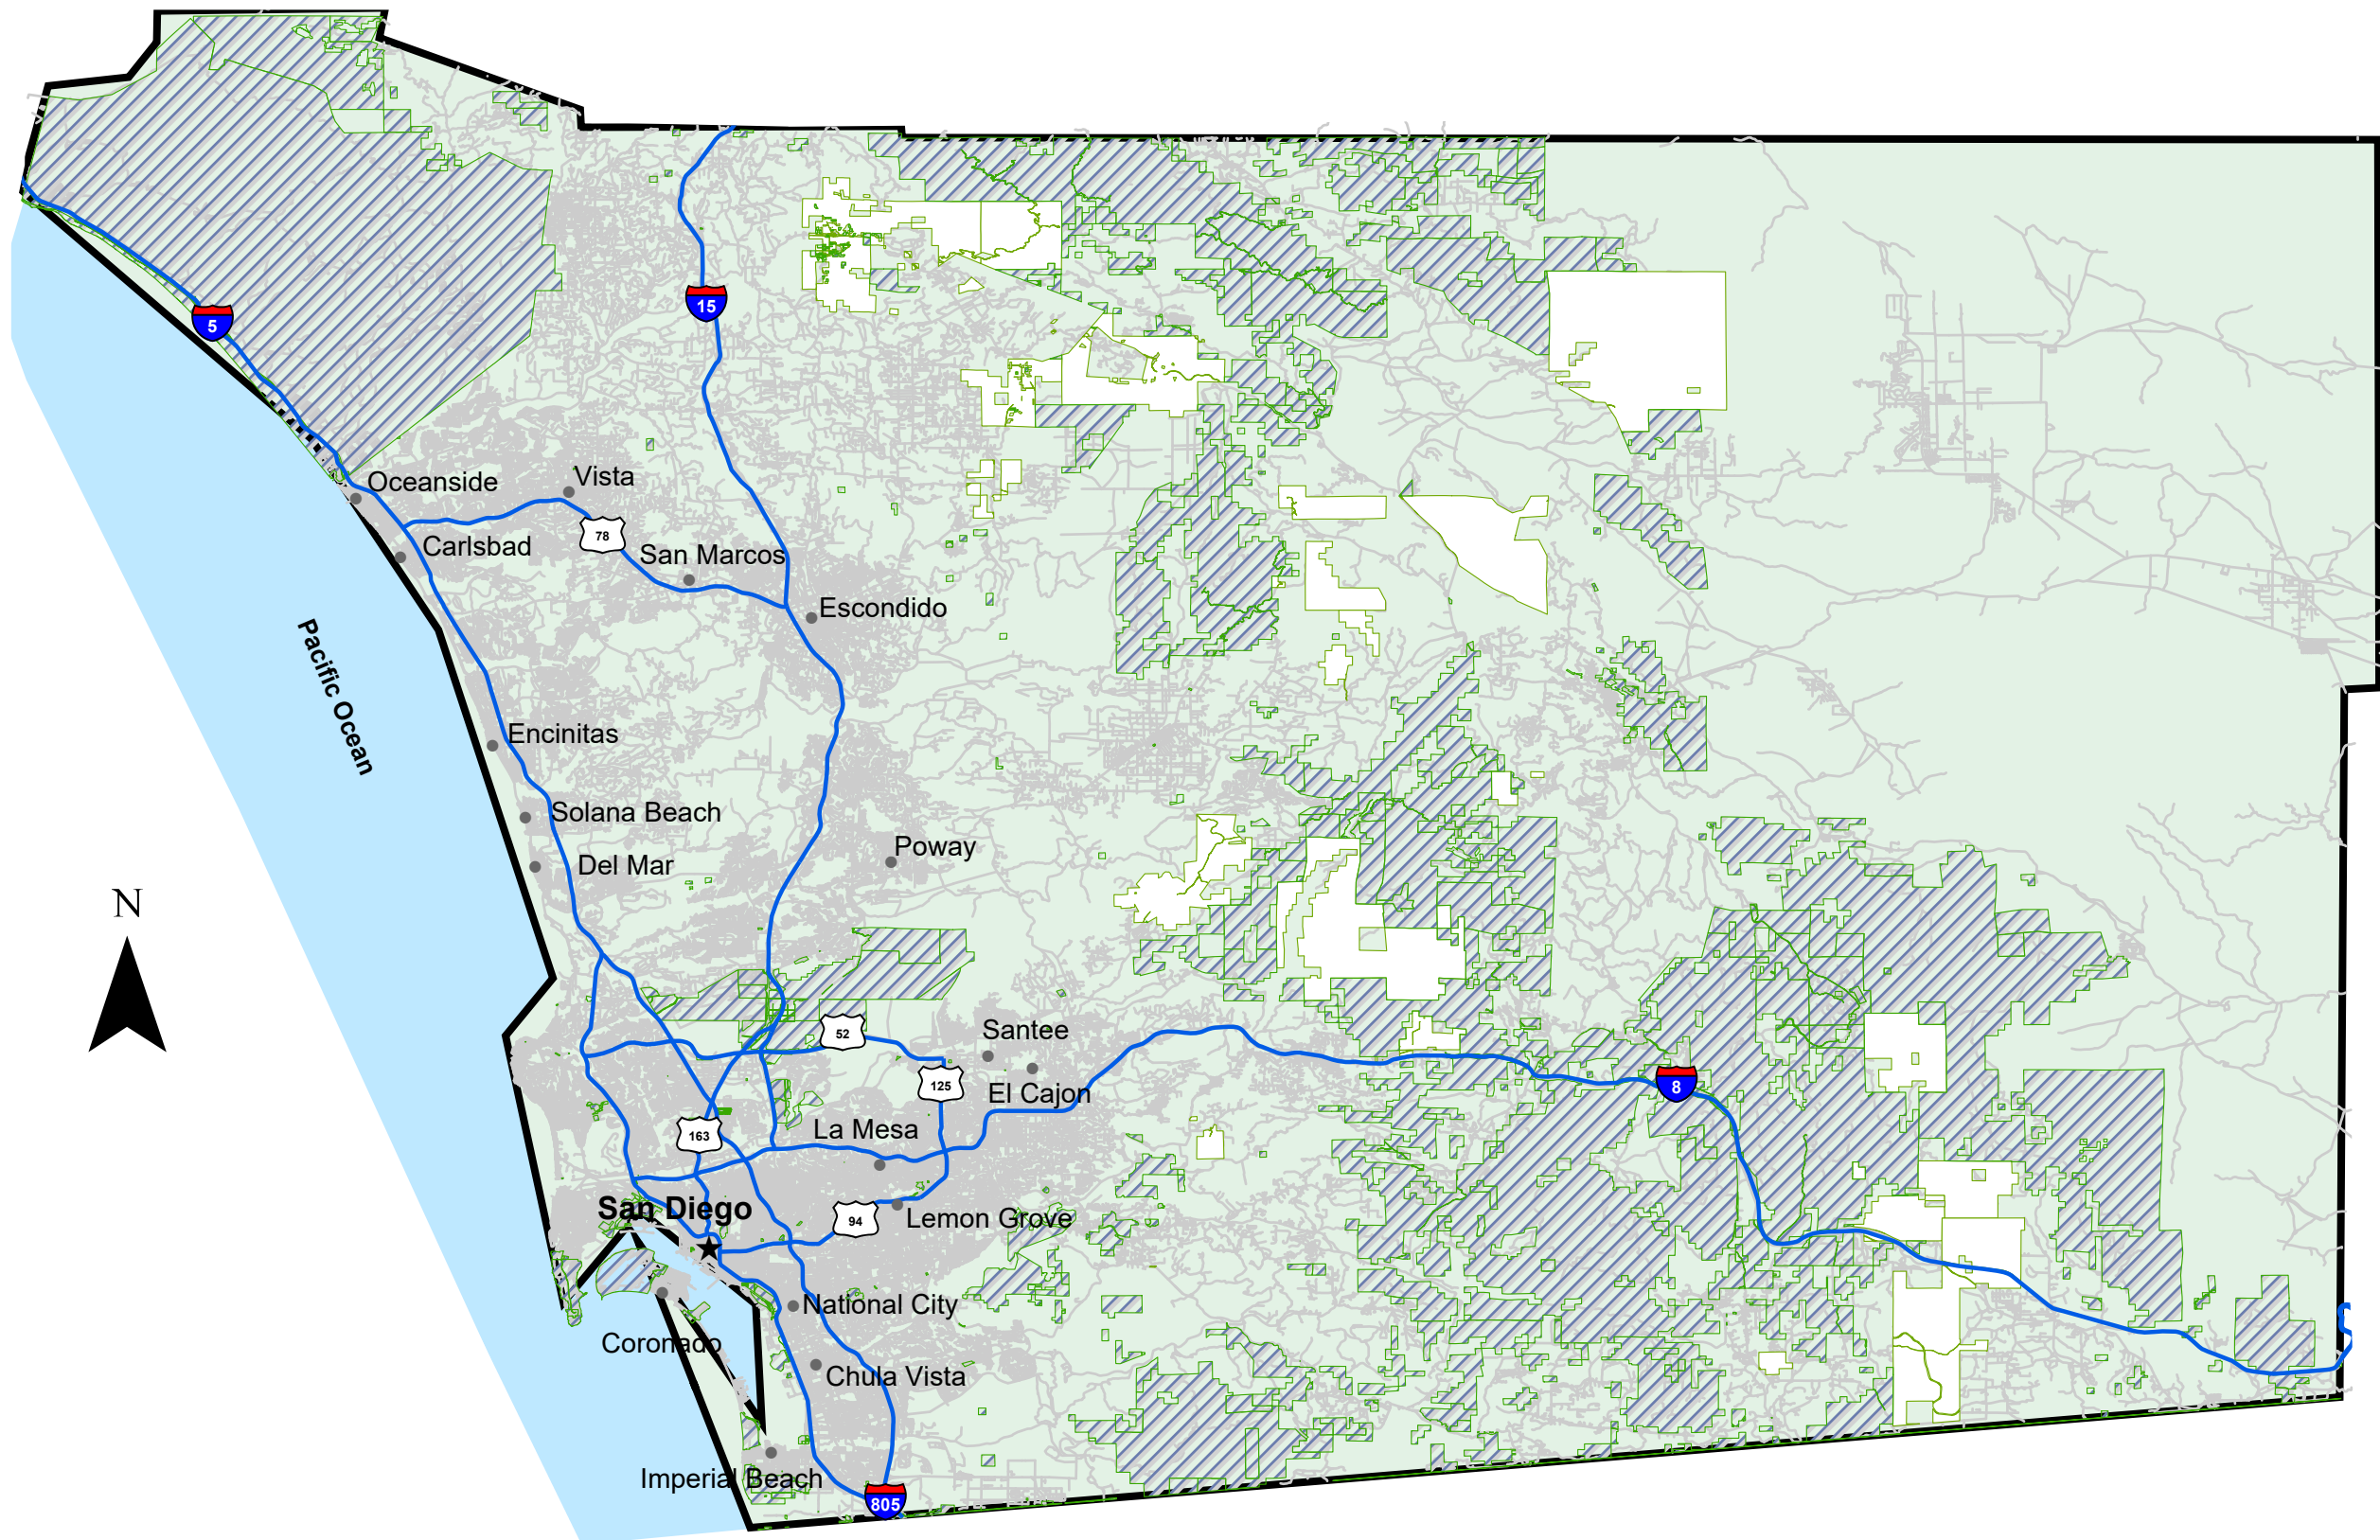 15
5
Oceanside
Vista
78
Carlsbad
San Marcos
Escondido
Pacific Ocean
Encinitas
Solana Beach
Poway
Del Mar
N
52
Santee
125
El Cajon
8
163
La Mesa
San Diego
94
Lemon Grove
National City
Coronado
Chula Vista
Imperial Beach
805